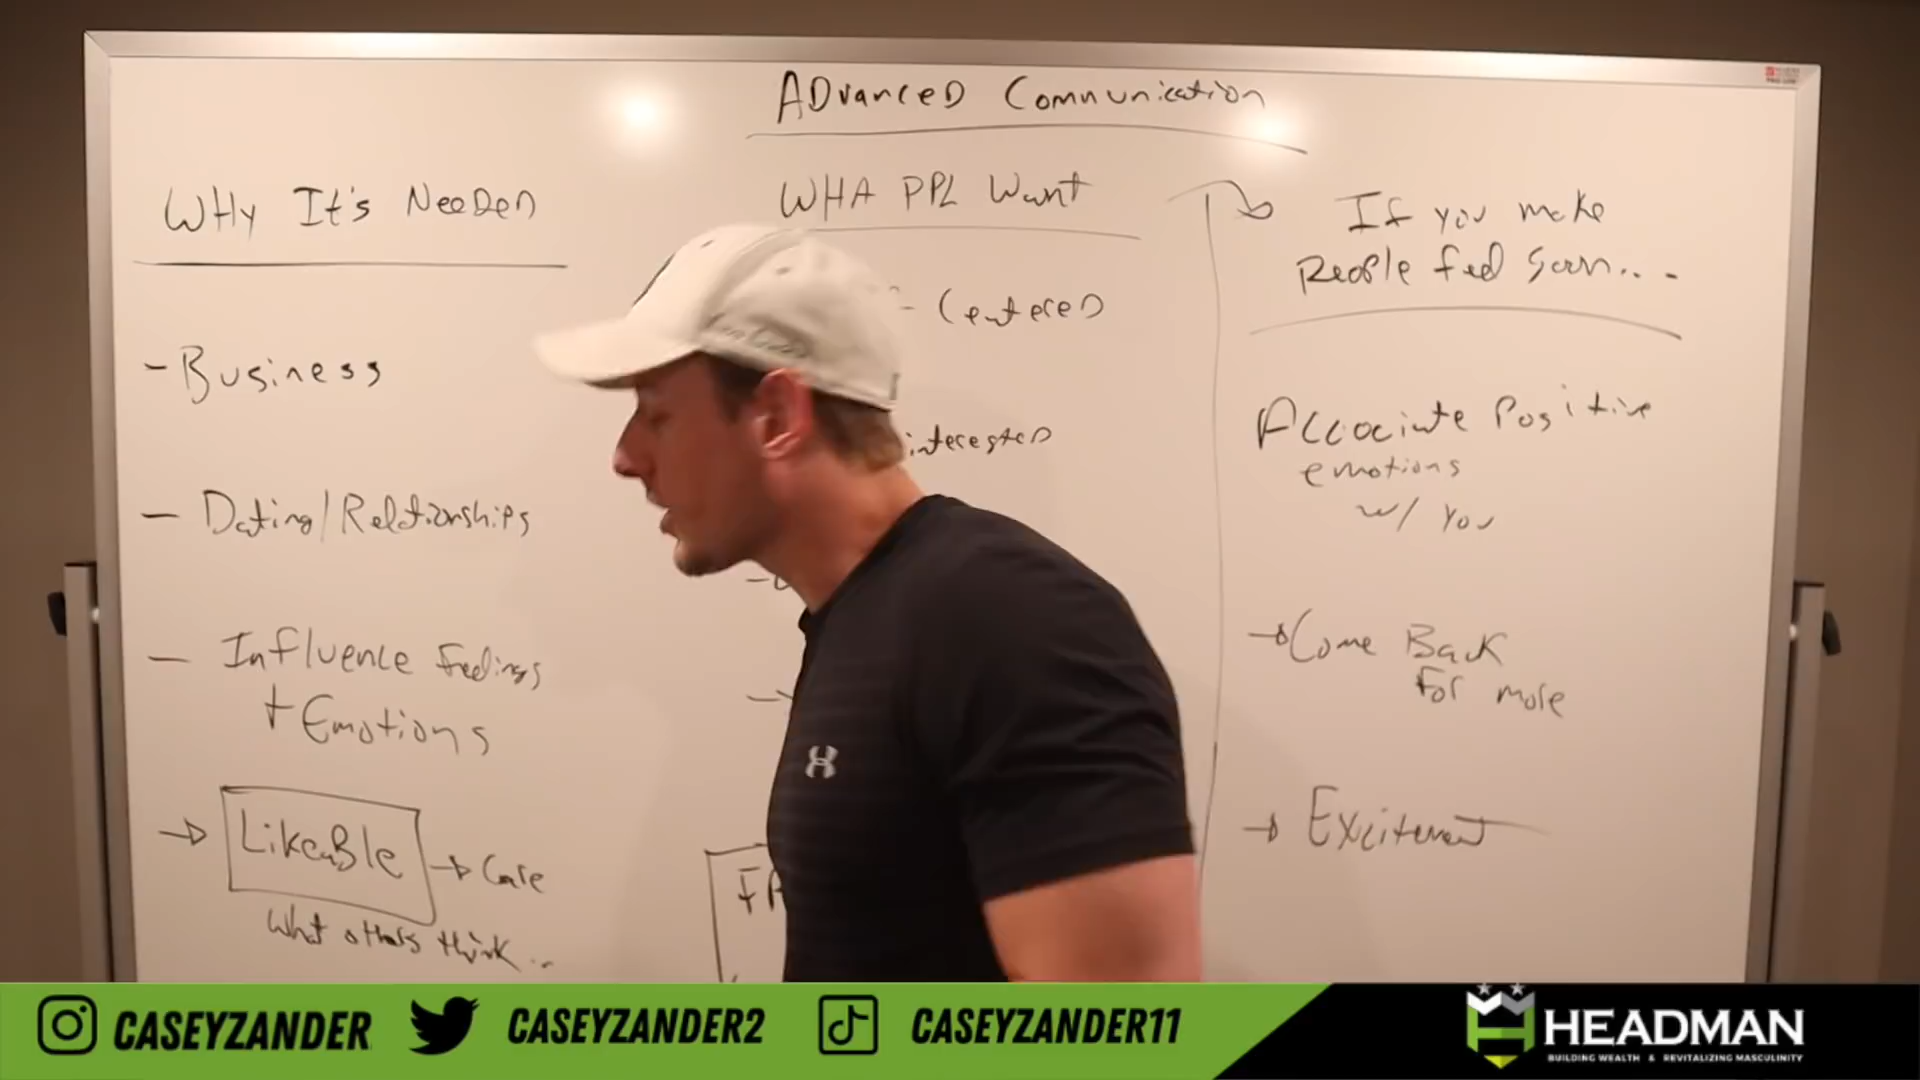 ADvanceD Communication
WHy It's NeeDeD
- Business
- Dating/Relationships
- Influence Feelings
+ Emotions
LikeaBle
Care
what others think..
WHA PPL Want
- CentereD
interesteD
If you make
People feel
Accociate Positive
emotions
w/ You
Come Back
For more
Excitement
CASEYZANDER
CASEYZANDER2
CASEYZANDER11
HEADMAN
BUILDING WEALTH & REVITALIZING MASCULINITY